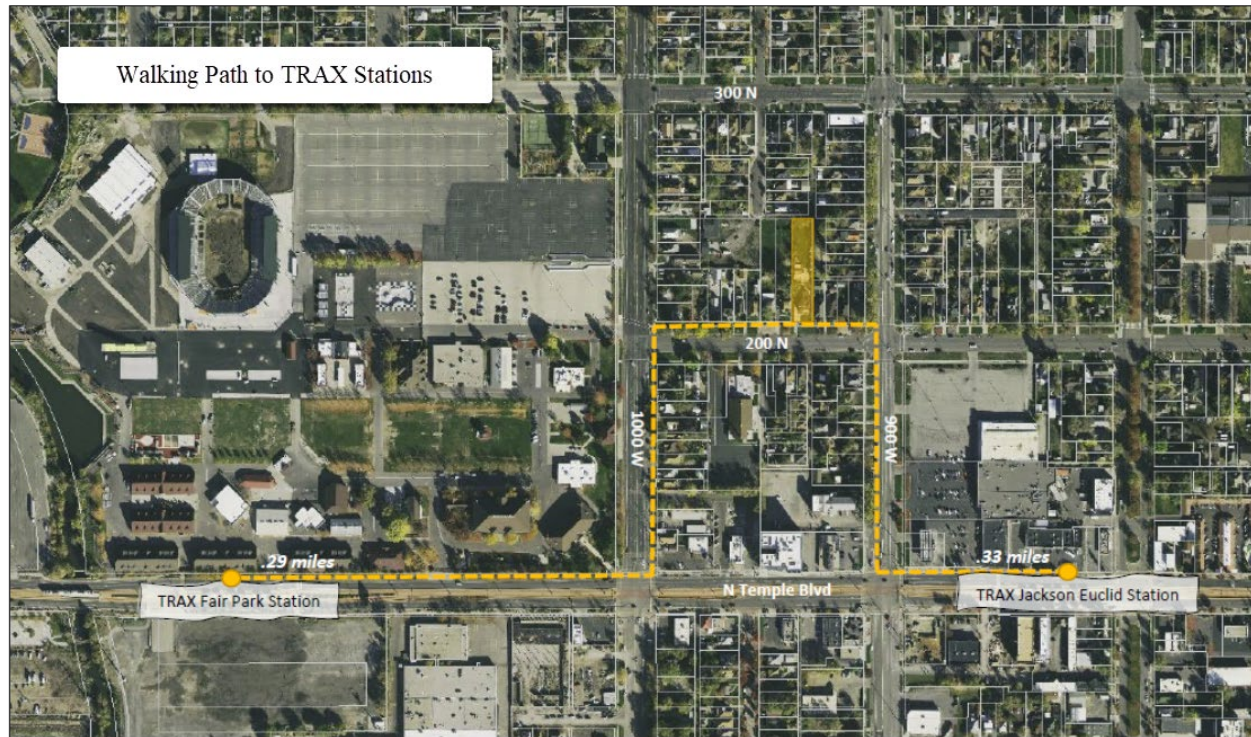 Walking Path to TRAX Stations
300 N
200 N
1000 W
900 W
.29 miles
.33 miles
TRAX Fair Park Station
N Temple Blvd
TRAX Jackson Euclid Station